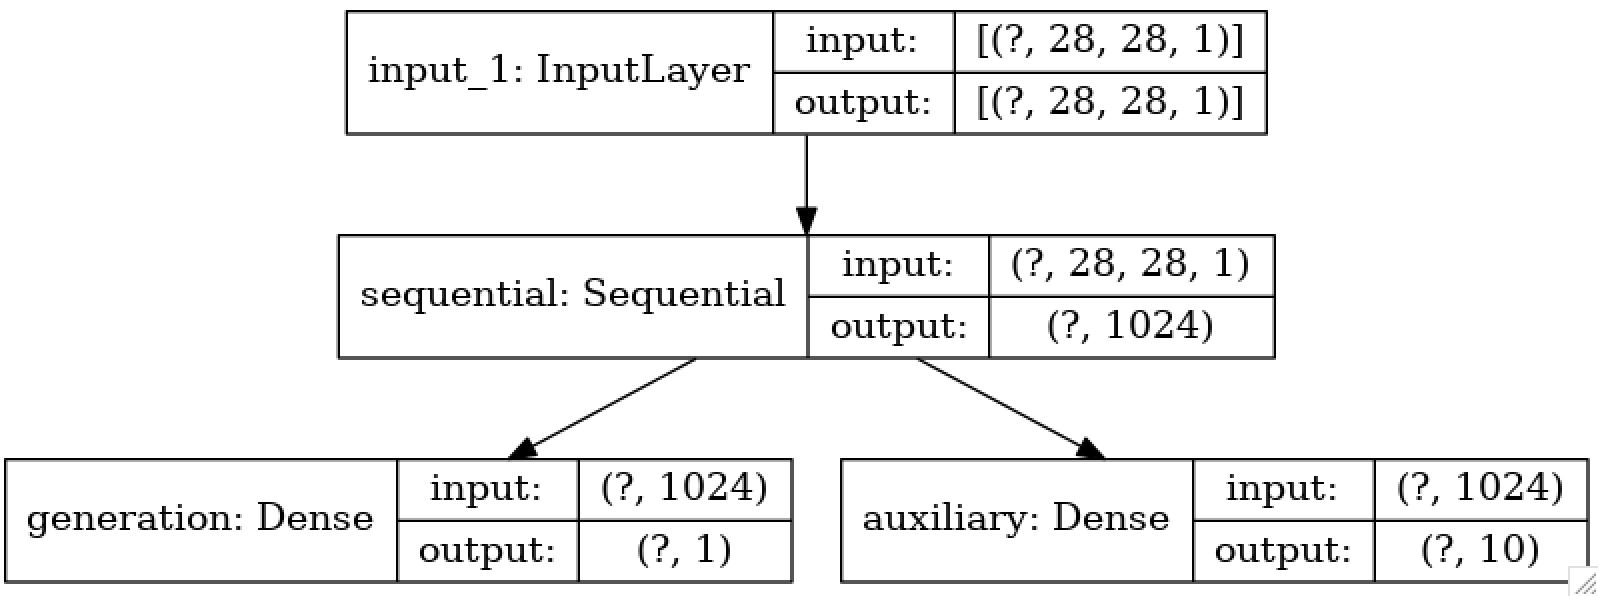 input_1: InputLayer
input:
[(?, 28, 28, 1)]
output:
[(?, 28, 28, 1)]
sequential: Sequential
input:
(?, 28, 28, 1)
output:
(?, 1024)
generation: Dense
input:
(?, 1024)
output:
(?, 1)
auxiliary: Dense
input:
(?, 1024)
output:
(?, 10)